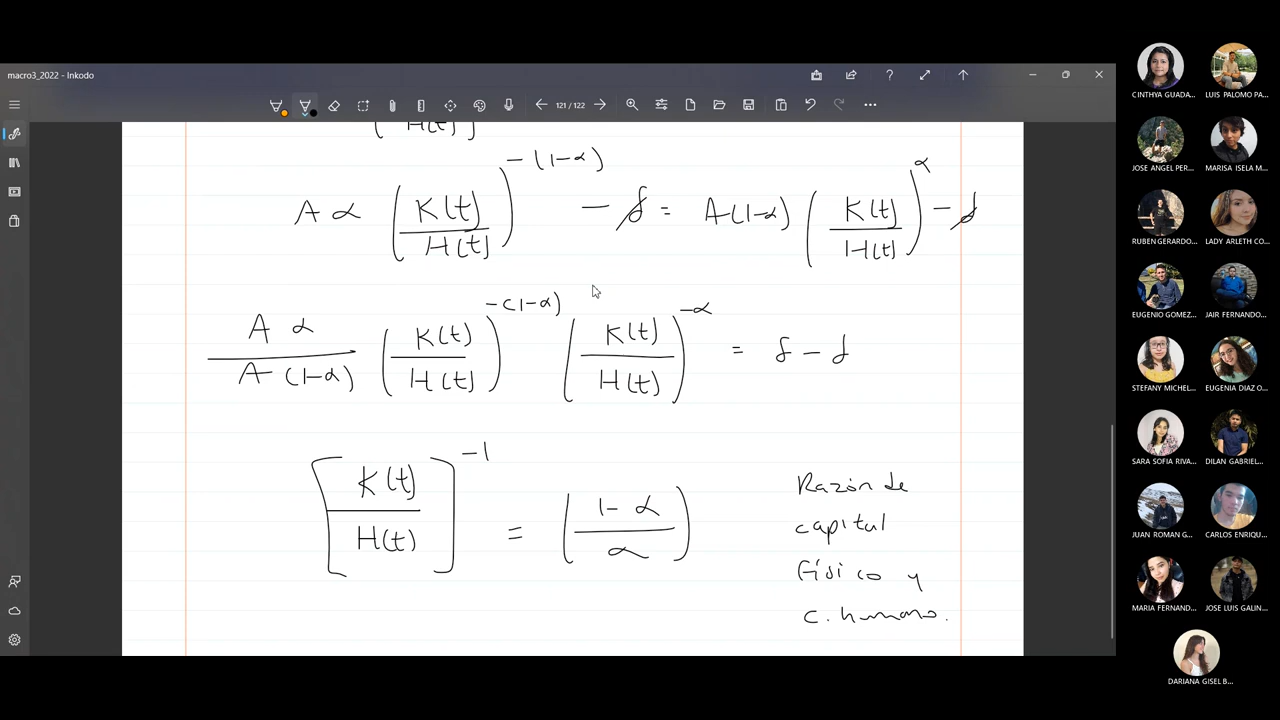 macro3_2022 - Inkodo
121 / 122
H(t)
A α (K(t)/H(t))^-(1-α) - δ = A(1-α) (K(t)/H(t))^α - δ
A α / A (1-α) (K(t)/H(t))^-(1-α) (K(t)/H(t))^-α = δ - δ
[K(t)/H(t)]^-1 = (1-α/α)
Razón de
capital
físico y
c. humano.
CINTHYA GUADA...
LUIS PALOMO PA...
JOSE ANGEL PER...
MARISA ISELA M...
RUBEN GERARDO...
LADY ARLETH CO...
EUGENIO GOMEZ...
JAIR FERNANDO...
STEFANY MICHEL...
EUGENIA DIAZ O...
SARA SOFIA RIVA...
DILAN GABRIEL...
JUAN ROMAN G...
CARLOS ENRIQU...
MARIA FERNAND...
JOSE LUIS GALIN...
DARIANA GISEL B...